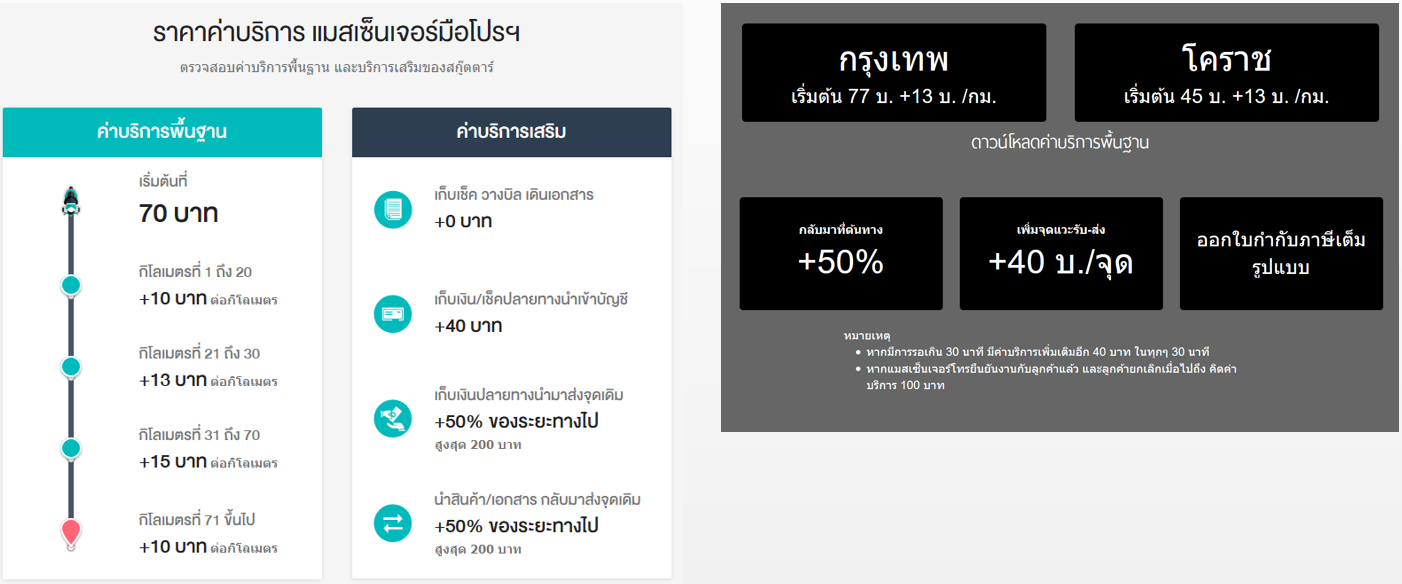 ราคาค่าบริการ แมสเซ็นเจอร์มือโปรฯ
ตรวจสอบค่าบริการพื้นฐาน และบริการเสริมของสกู๊ตตาร์
ค่าบริการพื้นฐาน
เริ่มต้นที่
70 บาท
กิโลเมตรที่ 1 ถึง 20
+10 บาท ต่อกิโลเมตร
กิโลเมตรที่ 21 ถึง 30
+13 บาท ต่อกิโลเมตร
กิโลเมตรที่ 31 ถึง 70
+15 บาท ต่อกิโลเมตร
กิโลเมตรที่ 71 ขึ้นไป
+10 บาท ต่อกิโลเมตร
ค่าบริการเสริม
เก็บเช็ค วางบิล เดินเอกสาร
+0 บาท
เก็บเงิน/เช็คปลายทางนำเข้าบัญชี
+40 บาท
เก็บเงินปลายทางนำมาส่งจุดเดิม
+50% ของระยะทางไป
สูงสุด 200 บาท
นำสินค้า/เอกสาร กลับมาส่งจุดเดิม
+50% ของระยะทางไป
สูงสุด 200 บาท
กรุงเทพ
เริ่มต้น 77 บ. +13 บ. /กม.
โคราช
เริ่มต้น 45 บ. +13 บ. /กม.
ดาวน์โหลดค่าบริการพื้นฐาน
กลับมาที่ต้นทาง
+50%
เพิ่มจุดแวะรับ-ส่ง
+40 บ./จุด
ออกใบกำกับภาษีเต็ม
รูปแบบ
หมายเหตุ
• หากมีการรอเกิน 30 นาที มีค่าบริการเพิ่มเติมอีก 40 บาท ในทุกๆ 30 นาที
• หากแมสเซ็นเจอร์โทรยืนยันงานกับลูกค้าแล้ว และลูกค้ายกเลิกเมื่อไปถึง คิดค่า
บริการ 100 บาท